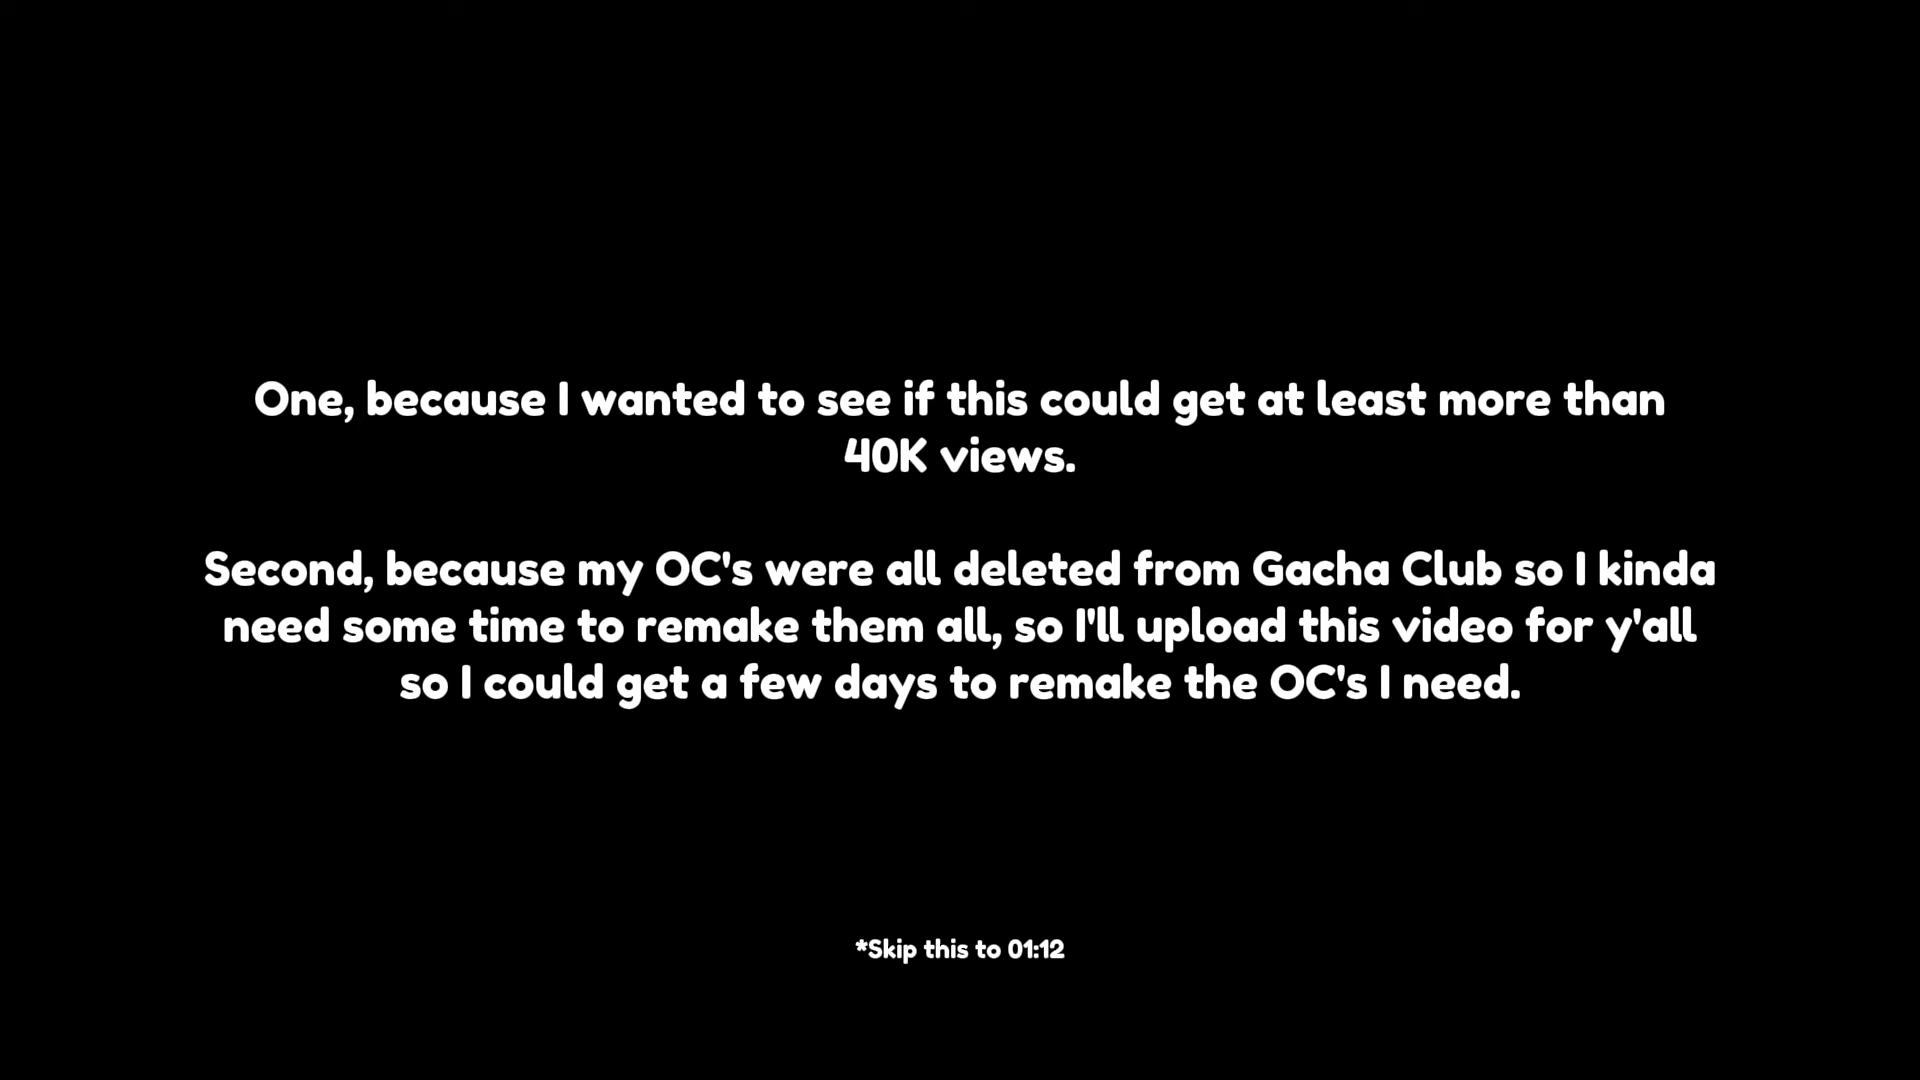 One, because I wanted to see if this could get at least more than
40K views.
Second, because my OC's were all deleted from Gacha Club so I kinda
need some time to remake them all, so I'll upload this video for y'all
so I could get a few days to remake the OC's I need.
*Skip this to 01:12